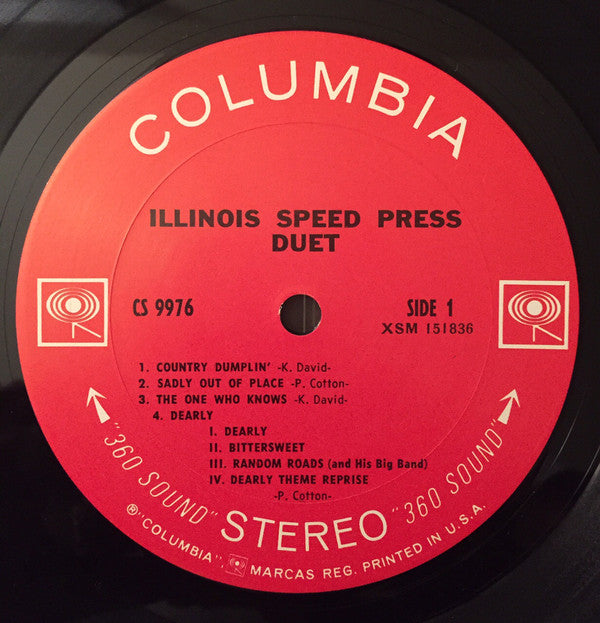 COLUMBIA
ILLINOIS SPEED PRESS
DUET
CS 9976
SIDE 1
XSM 151836
1. COUNTRY DUMPLIN' -K. David-
2. SADLY OUT OF PLACE -P. Cotton-
3. THE ONE WHO KNOWS -K. David-
4. DEARLY
I. DEARLY
II. BITTERSWEET
III. RANDOM ROADS (and His Big Band)
IV. DEARLY THEME REPRISE
-P. Cotton-
"360 SOUND" STEREO "360 SOUND"
® "COLUMBIA", MARCAS REG. PRINTED IN U.S.A.